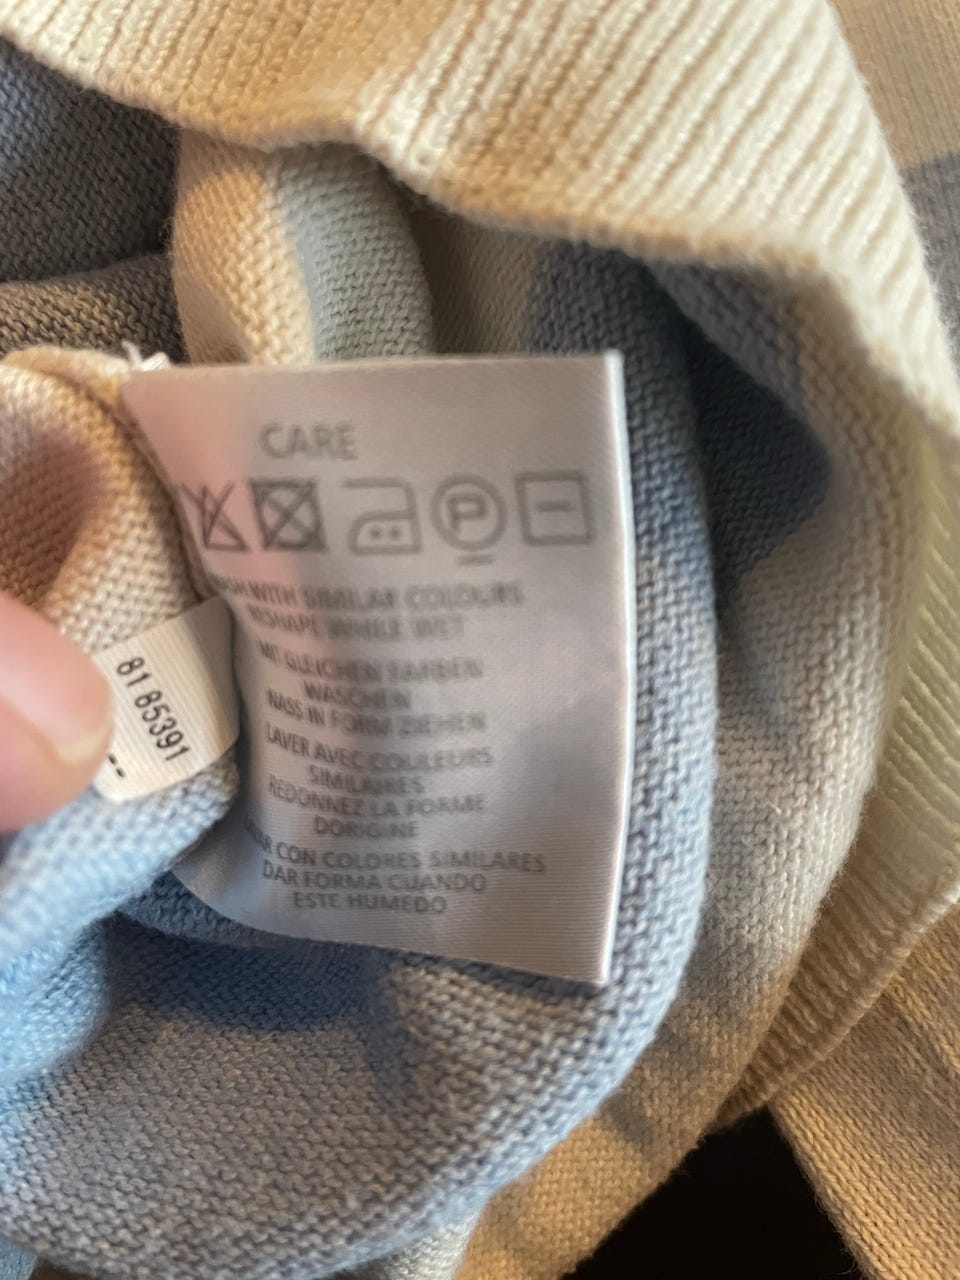 CARE
P
WITH SIMILAR COLOURS
RESHAPE WHILE WET
MIT GLEICHEN FARBEN
WASCHEN
NASS IN FORM ZIEHEN
LAVER AVEC COULEURS
SIMILAIRES
REDONNEZ LA FORME
DORIGINE
CON COLORES SIMILARES
DAR FORMA CUANDO
ESTE HUMEDO
81 85391